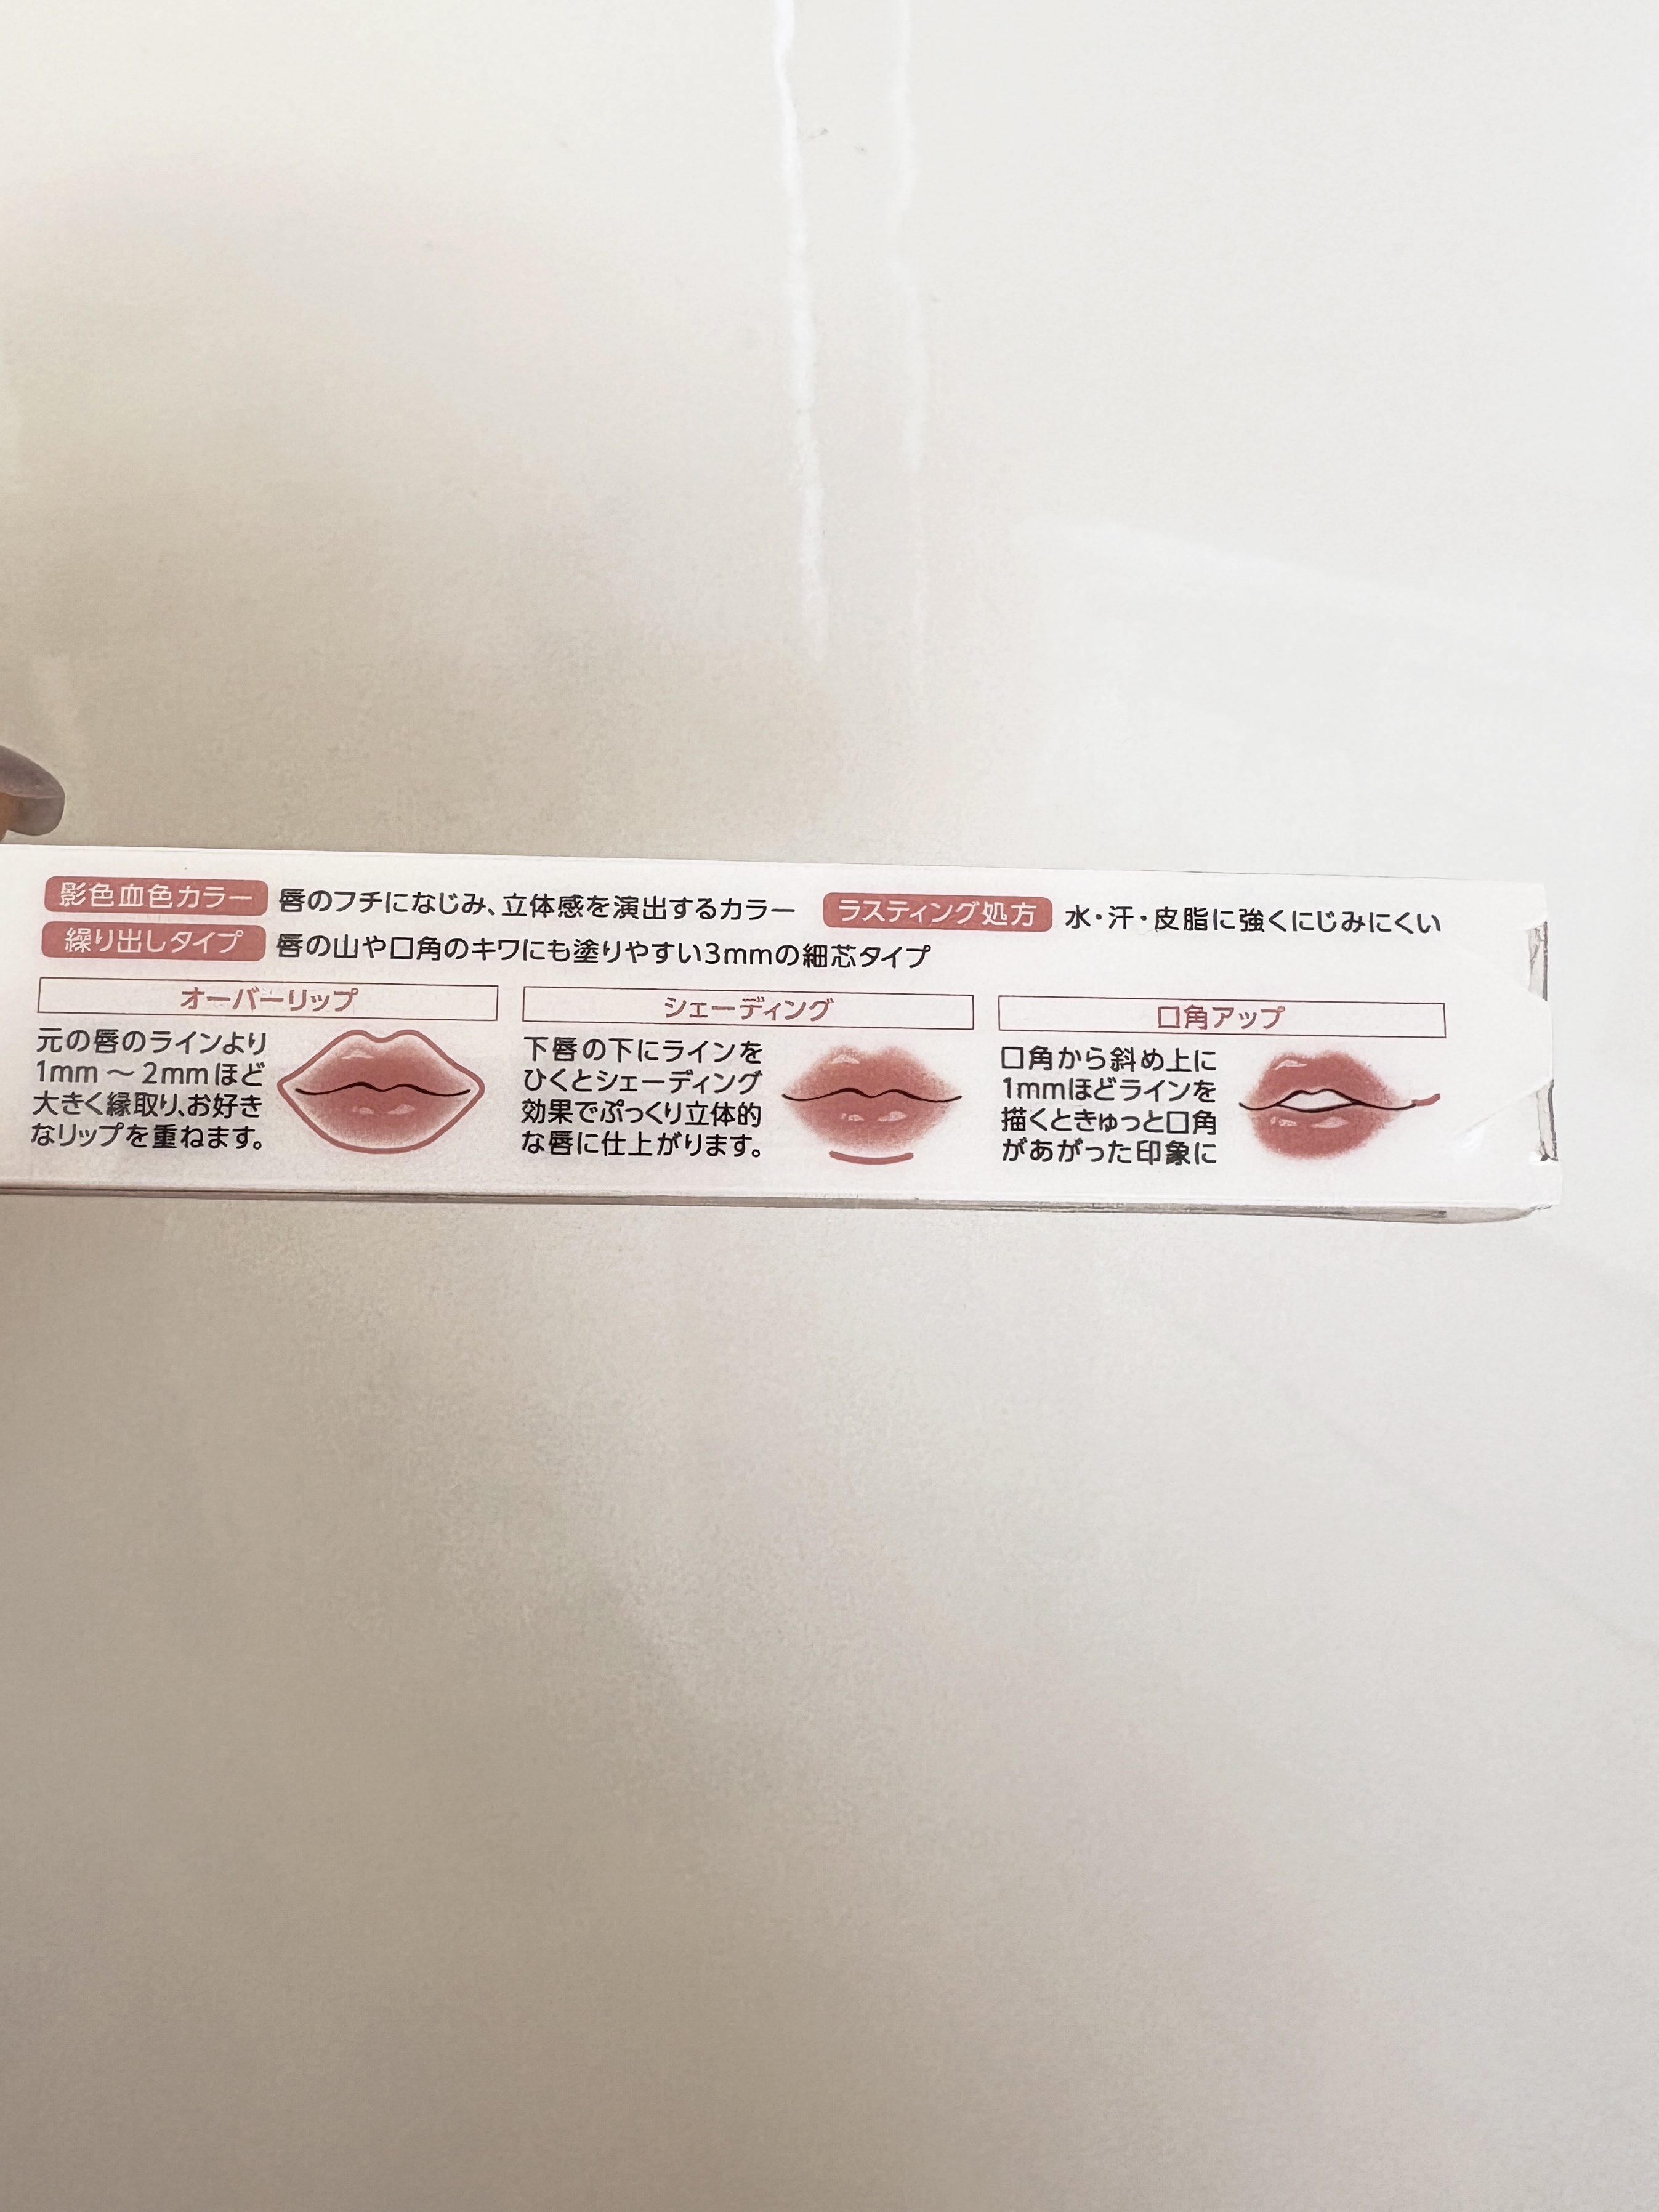 影色血色カラー 唇のフチになじみ、立体感を演出するカラー ラスティング処方 水・汗・皮脂に強くにじみにくい
繰り出しタイプ 唇の山や口角のキワにも塗りやすい3mmの細芯タイプ
オーバーリップ
元の唇のラインより
1mm ～ 2mmほど
大きく縁取り、お好き
なリップを重ねます。
シェーディング
下唇の下にラインを
ひくとシェーディング
効果でぷっくり立体的
な唇に仕上がります。
口角アップ
口角から斜め上に
1mmほどラインを
描くときゅっと口角
があがった印象に